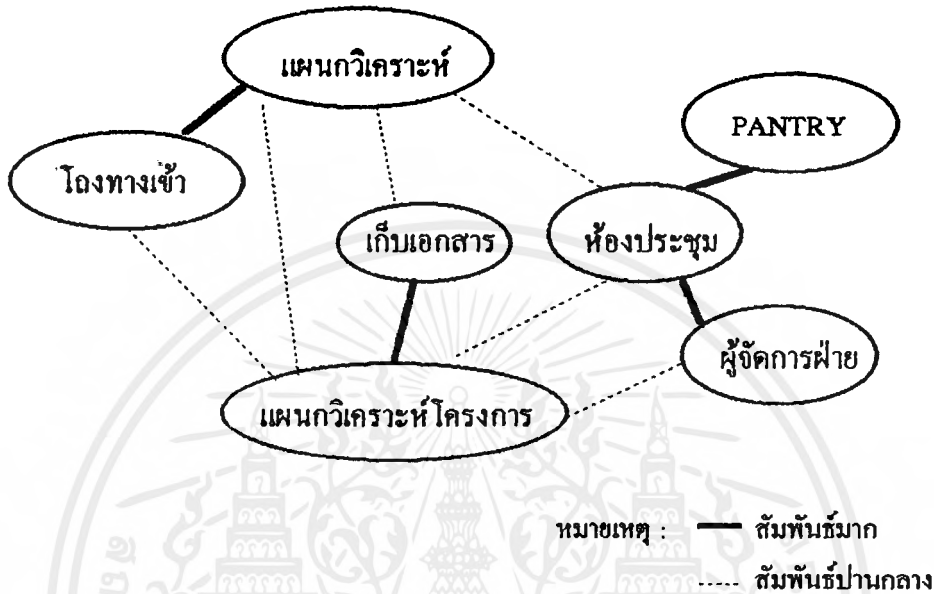 แผนกวิเคราะห์
PANTRY
โถงทางเข้า
เก็บเอกสาร
ห้องประชุม
ผู้จัดการฝ่าย
แผนกวิเคราะห์โครงการ
หมายเหตุ : สัมพันธ์มาก
สัมพันธ์ปานกลาง